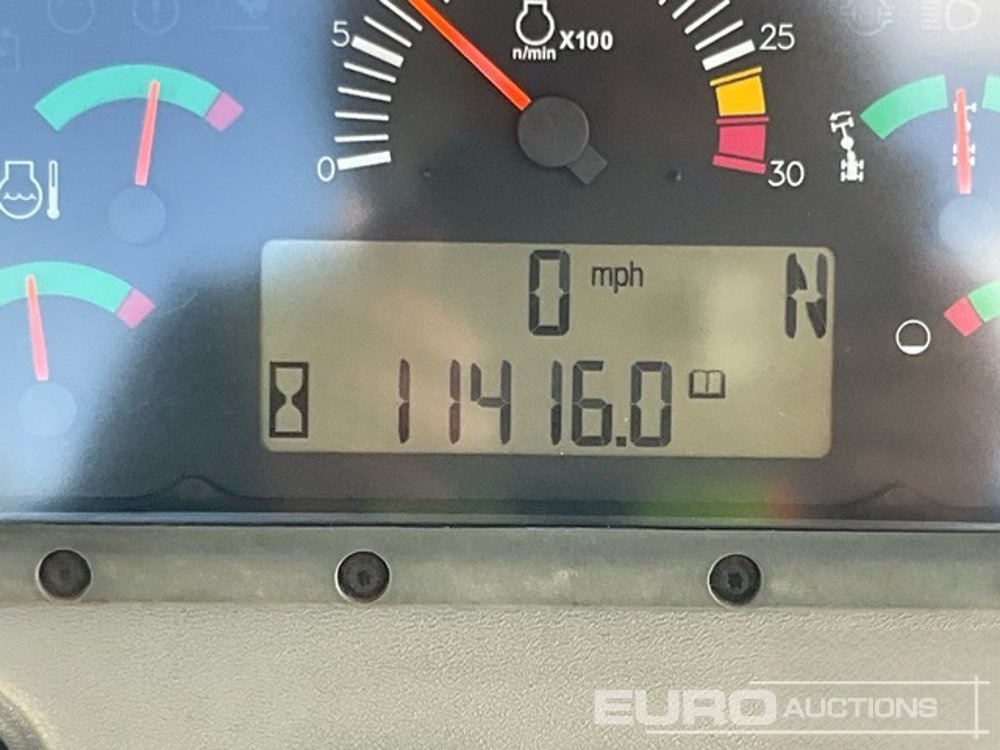 5
n/min X100
25
0
30
0 mph N
11416.0
EURO AUCTIONS